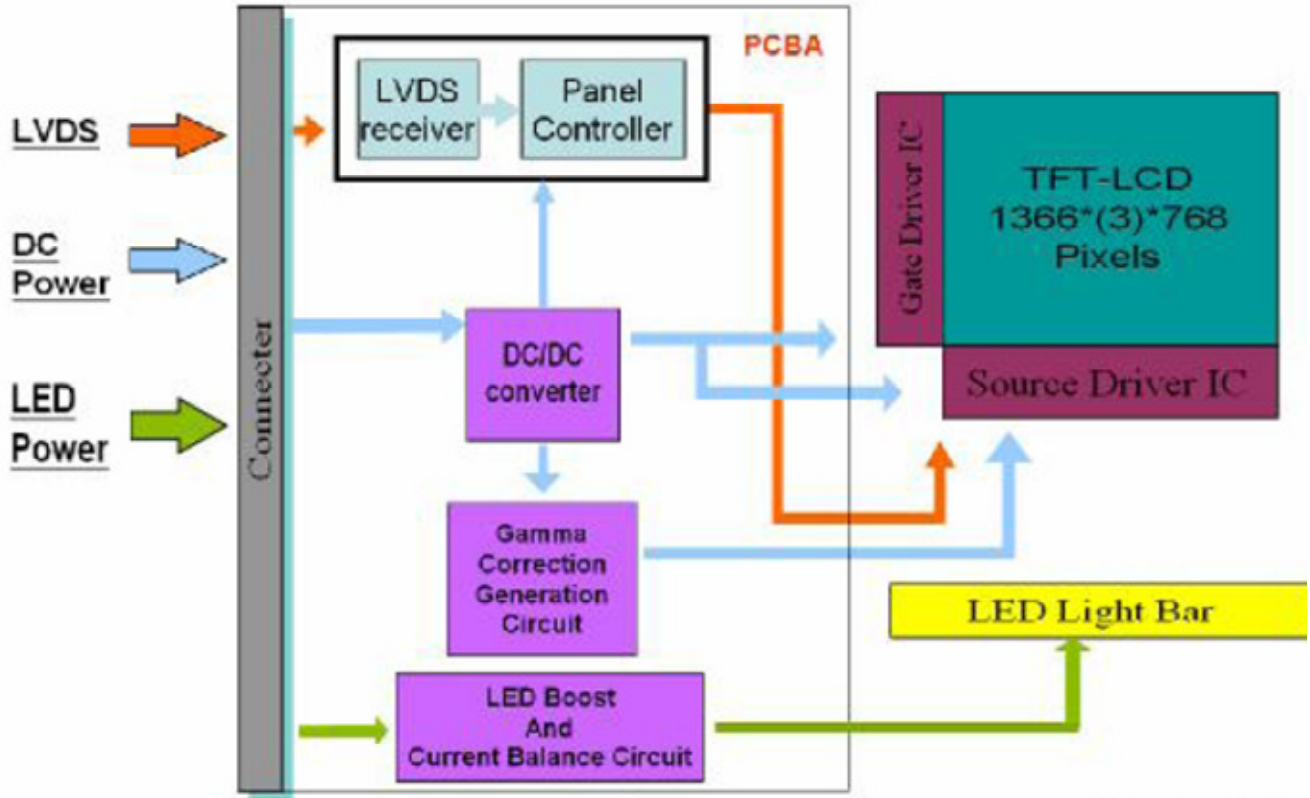 PCBA
LVDS
DC
Power
LED
Power
Connecter
LVDS
receiver
Panel
Controller
DC/DC
converter
Gamma
Correction
Generation
Circuit
LED Boost
And
Current Balance Circuit
Gate Driver IC
TFT-LCD
1366*(3)*768
Pixels
Source Driver IC
LED Light Bar